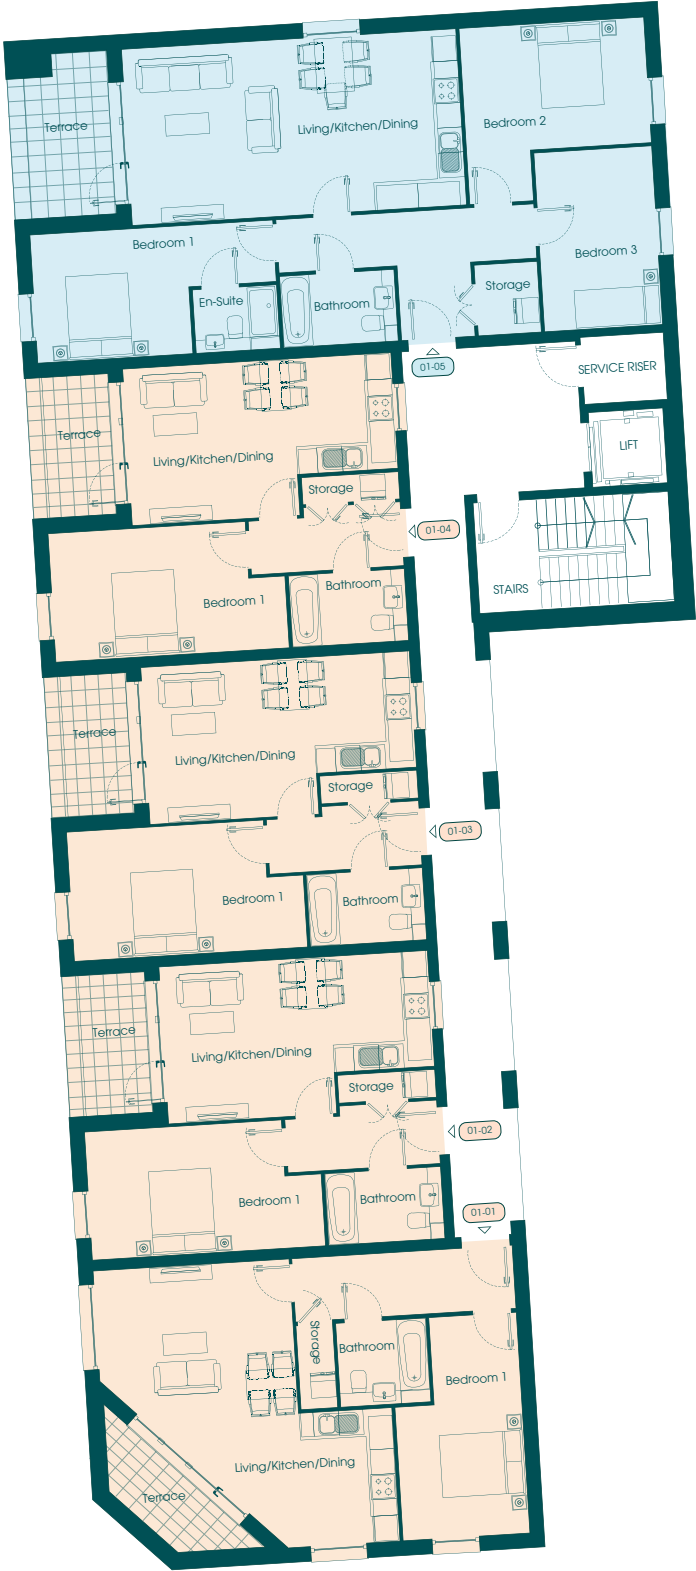 Terrace
Living/Kitchen/Dining
Bedroom 2
Bedroom 1
Bedroom 3
En-Suite
Bathroom
Storage
01-05
SERVICE RISER
LIFT
STAIRS
Terrace
Living/Kitchen/Dining
Storage
01-04
Bathroom
Bedroom 1
Terrace
Living/Kitchen/Dining
Storage
01-03
Bedroom 1
Bathroom
Terrace
Living/Kitchen/Dining
Storage
01-02
Bedroom 1
Bathroom
01-01
Storage
Bathroom
Bedroom 1
Living/Kitchen/Dining
Terrace